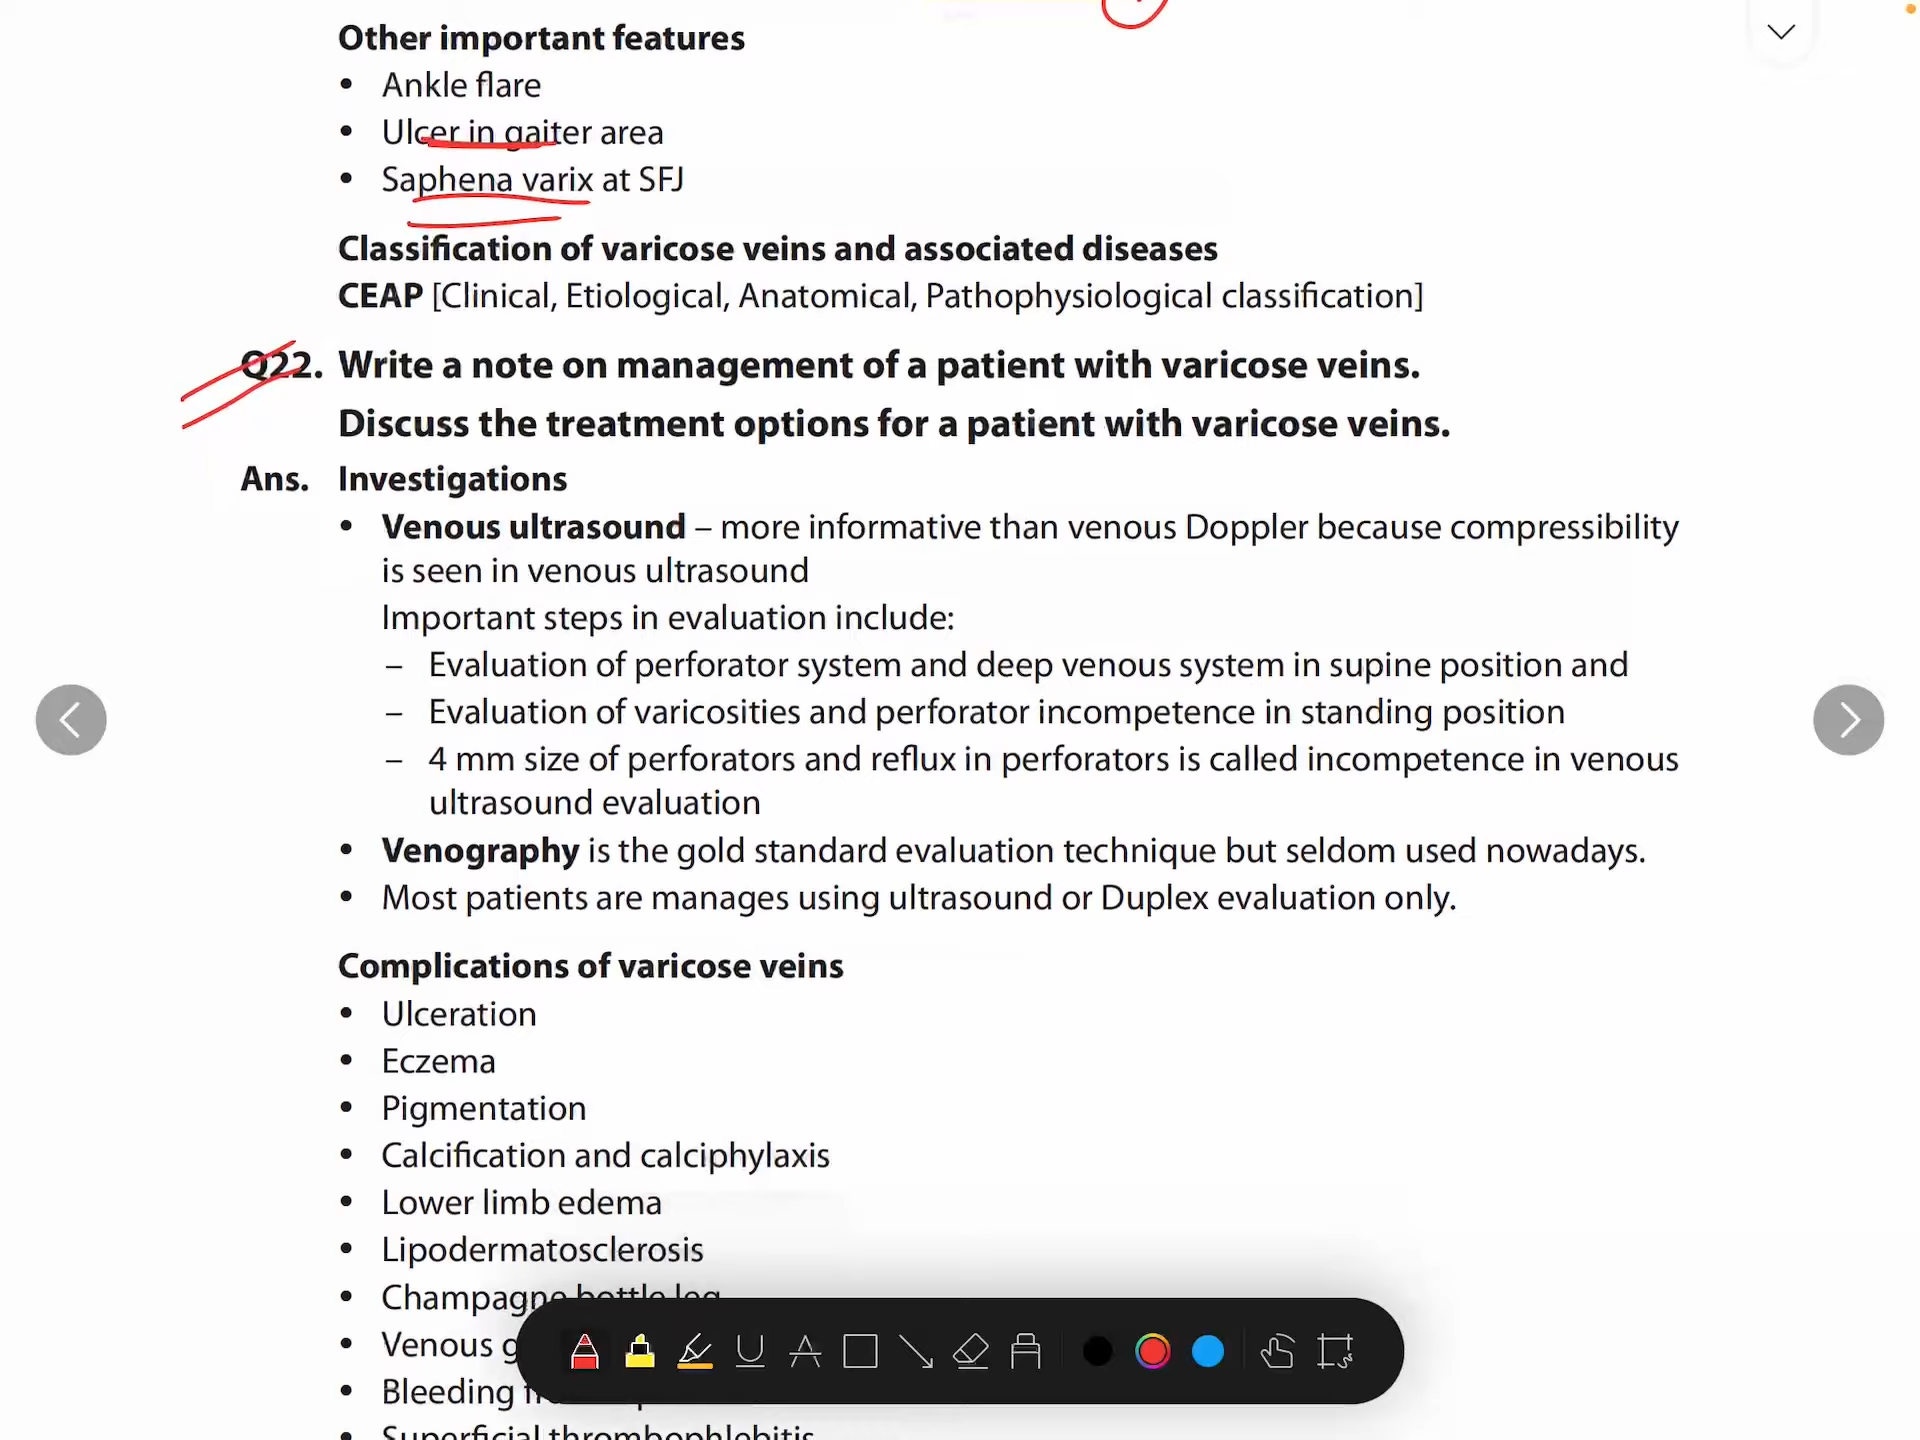 Other important features
• Ankle flare
• Ulcer in gaiter area
• Saphena varix at SFJ
Classification of varicose veins and associated diseases
CEAP [Clinical, Etiological, Anatomical, Pathophysiological classification]
Q22. Write a note on management of a patient with varicose veins.
Discuss the treatment options for a patient with varicose veins.
Ans. Investigations
• Venous ultrasound – more informative than venous Doppler because compressibility
is seen in venous ultrasound
Important steps in evaluation include:
– Evaluation of perforator system and deep venous system in supine position and
– Evaluation of varicosities and perforator incompetence in standing position
– 4 mm size of perforators and reflux in perforators is called incompetence in venous
ultrasound evaluation
• Venography is the gold standard evaluation technique but seldom used nowadays.
• Most patients are manages using ultrasound or Duplex evaluation only.
Complications of varicose veins
• Ulceration
• Eczema
• Pigmentation
• Calcification and calciphylaxis
• Lower limb edema
• Lipodermatosclerosis
• Champagne bottle leg
• Venous
• Bleeding
• Superficial thrombophlebitis